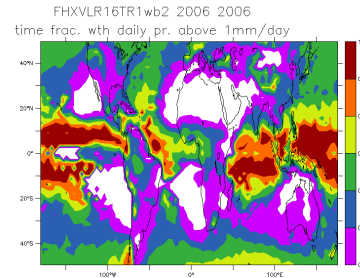 FHXVLR16TR1wb2 2006 2006
time frac. wth daily pr. above 1mm/day
40°N
20°N
0°
20°S
40°S
100°W
0°
100°E